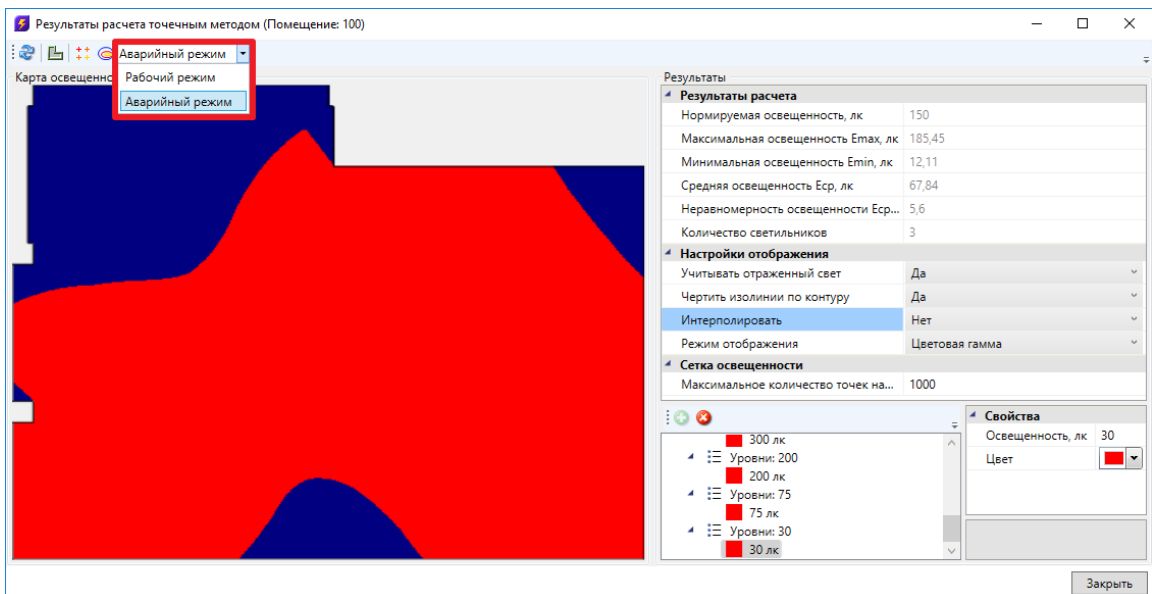 Результаты расчета точечным методом (Помещение: 100)
Аварийный режим
Рабочий режим
Аварийный режим
Карта освещенно
Результаты
Результаты расчета
Нормируемая освещенность, лк 150
Максимальная освещенность Emax, лк 185,45
Минимальная освещенность Emin, лк 12,11
Средняя освещенность Eср, лк 67,84
Неравномерность освещенности Eср... 5,6
Количество светильников 3
Настройки отображения
Учитывать отраженный свет Да
Чертить изолинии по контуру Да
Интерполировать Нет
Режим отображения Цветовая гамма
Сетка освещенности
Максимальное количество точек на... 1000
300 лк
Уровни: 200
200 лк
Уровни: 75
75 лк
Уровни: 30
30 лк
Свойства
Освещенность, лк 30
Цвет
Закрыть